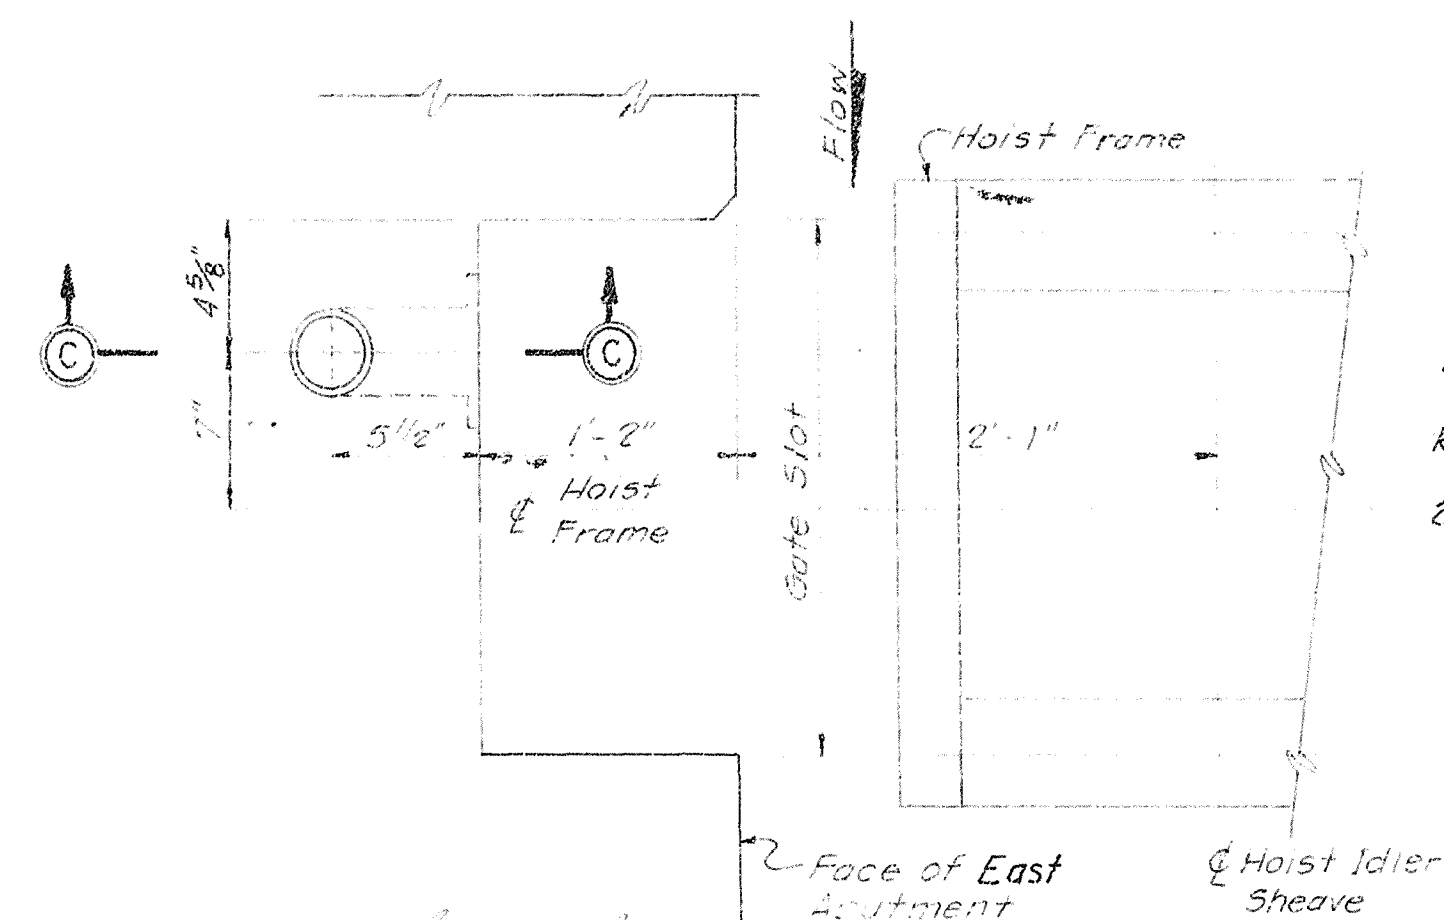 Flow
Hoist Frame
4 5/8"
C
C
7"
5 1/2"
1'-2"
Gate Slot
2'-1"
℄ Hoist
Frame
Face of East
Abutment
℄ Hoist Idler
Sheave